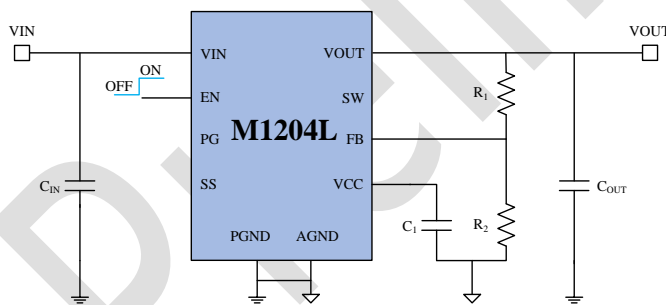 VIN
VOUT
VIN
VOUT
ON
OFF
EN
SW
R1
M1204L
PG
FB
SS
VCC
CIN
COUT
C1
R2
PGND
AGND